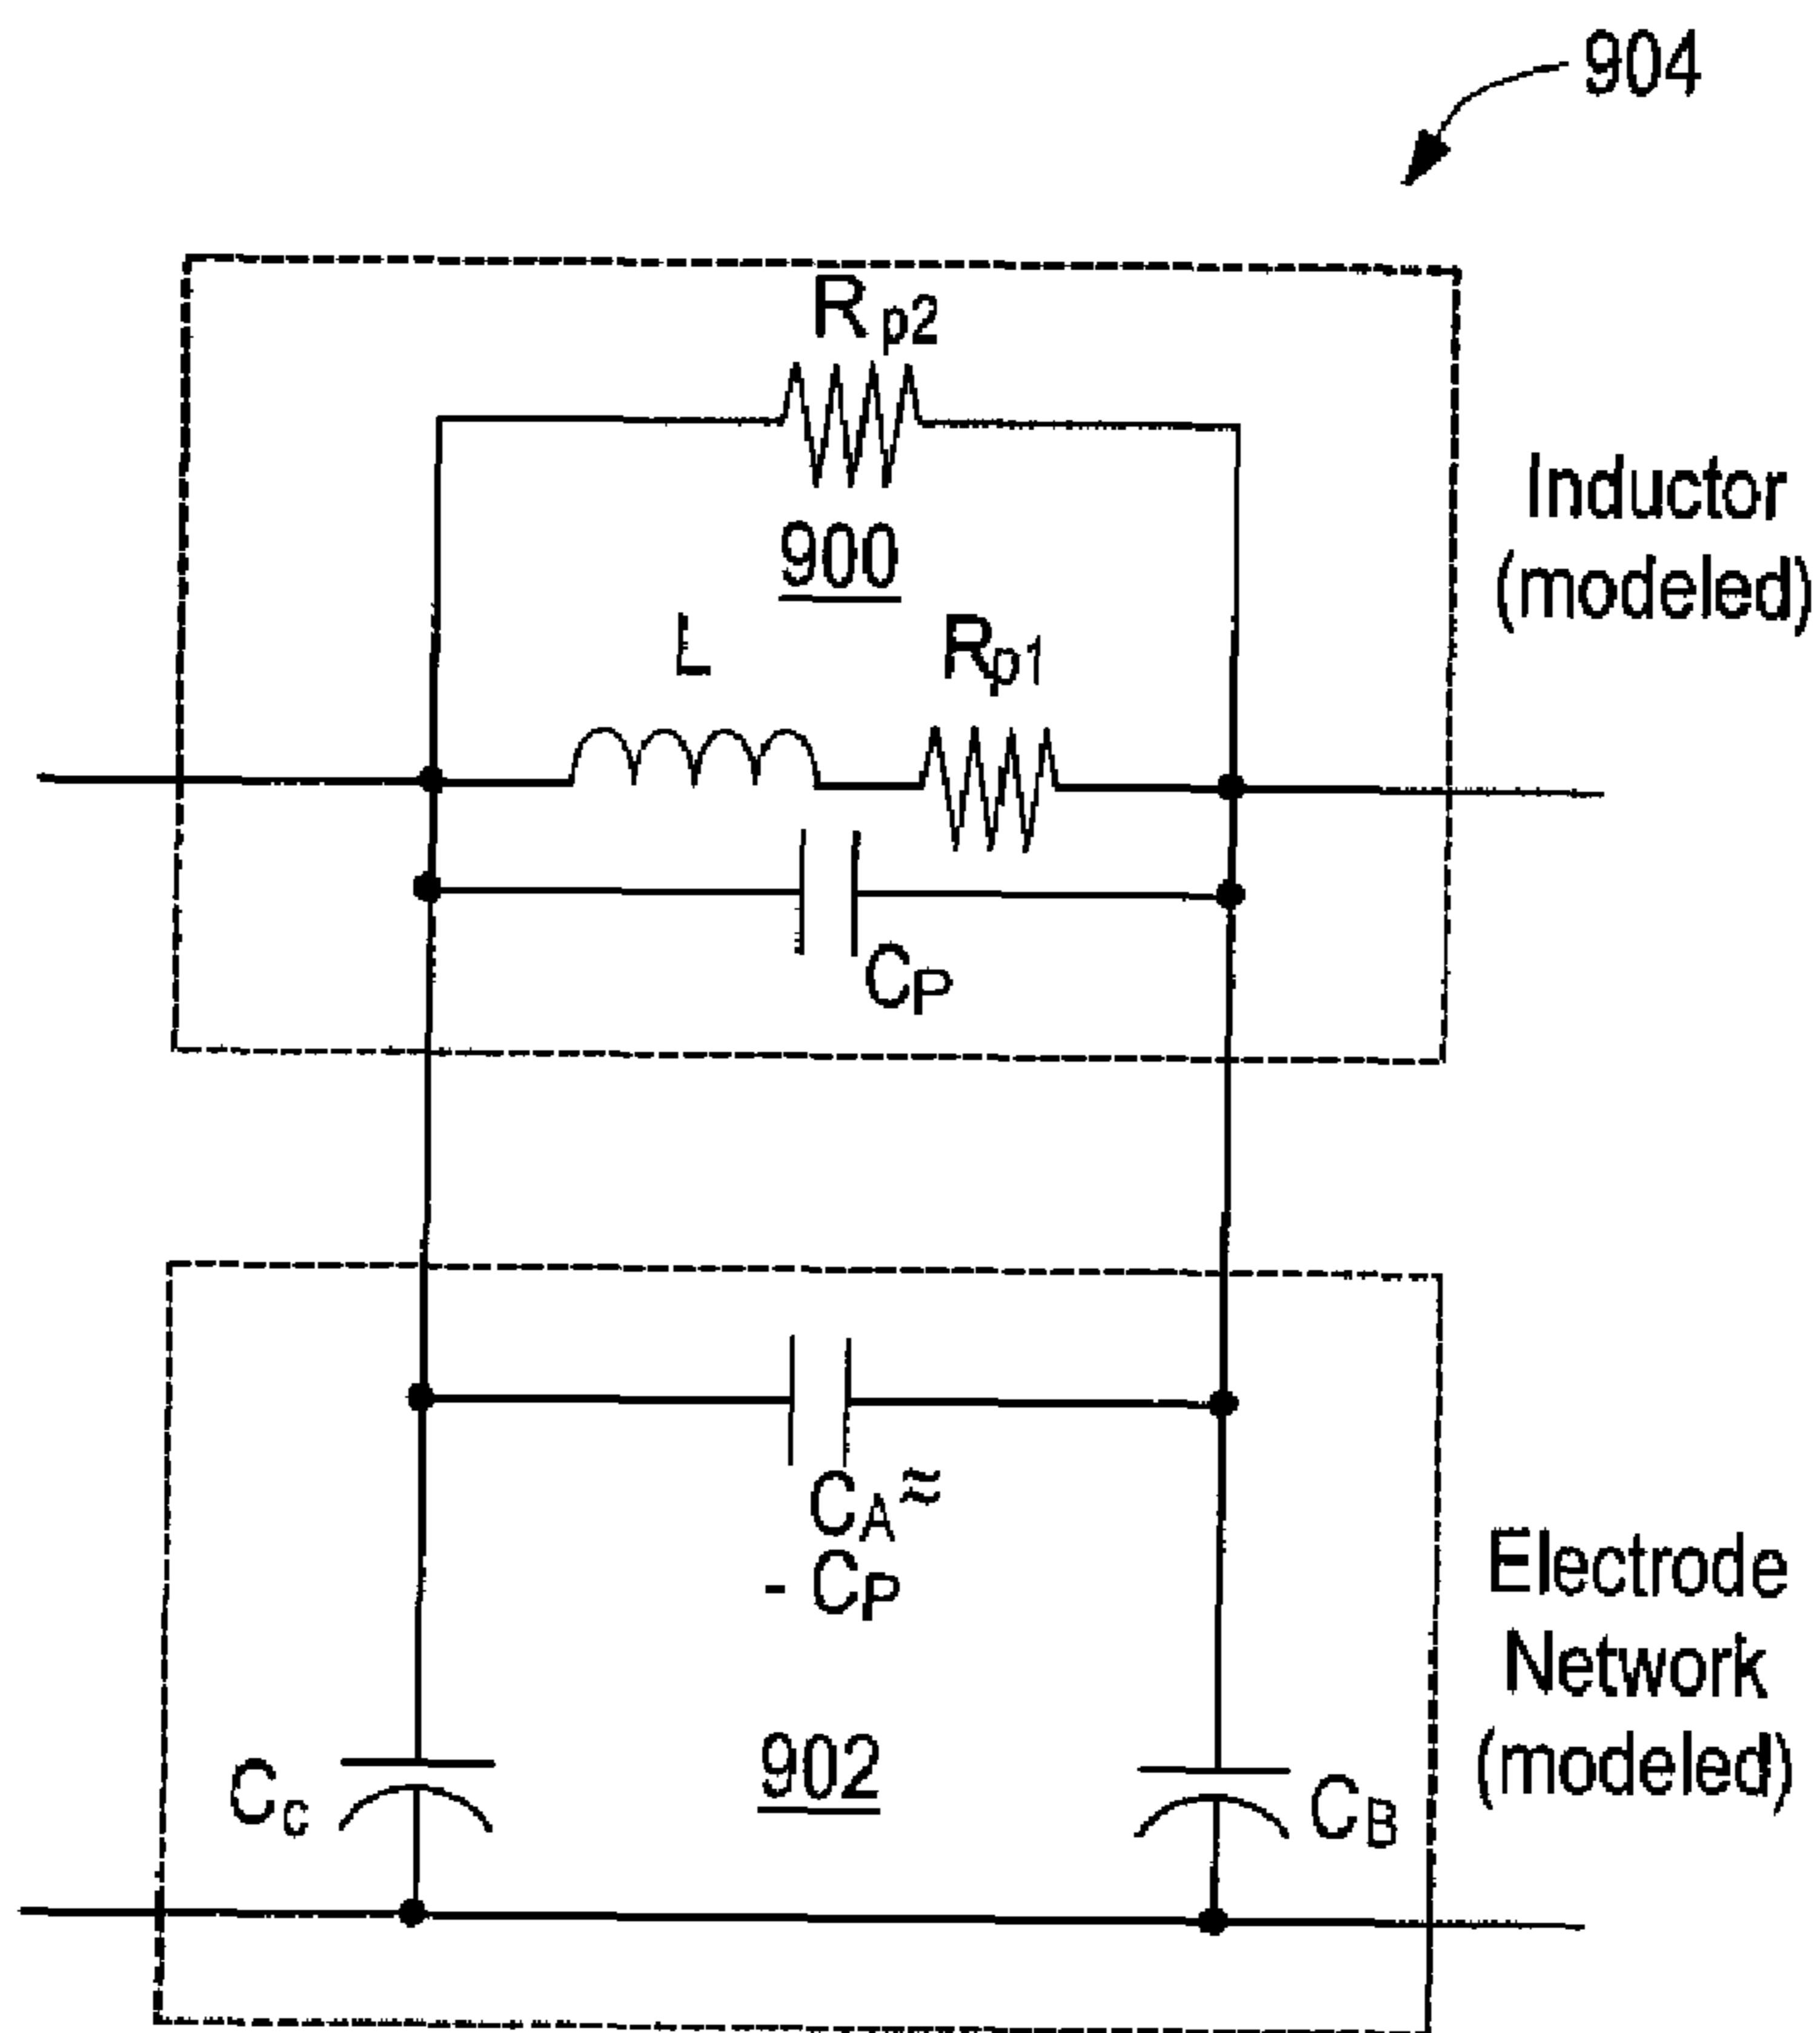 904
Rp2
900
Inductor
(modeled)
L
Rp1
CP
CA≈
- CP
Electrode
Network
(modeled)
902
Cc
CB